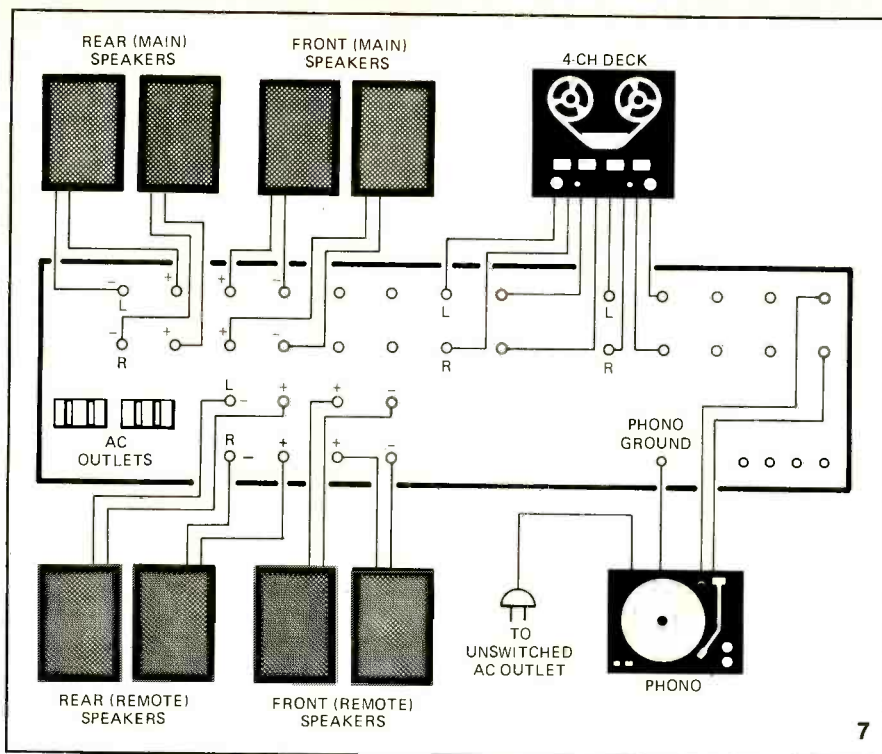 REAR (MAIN)
SPEAKERS
FRONT (MAIN)
SPEAKERS
4-CH DECK
- + + -
L L L
- + + -
R R R
L - + + -
R - + + -
AC
OUTLETS
PHONO
GROUND
TO
UNSWITCHED
AC OUTLET
PHONO
REAR (REMOTE)
SPEAKERS
FRONT (REMOTE)
SPEAKERS
7